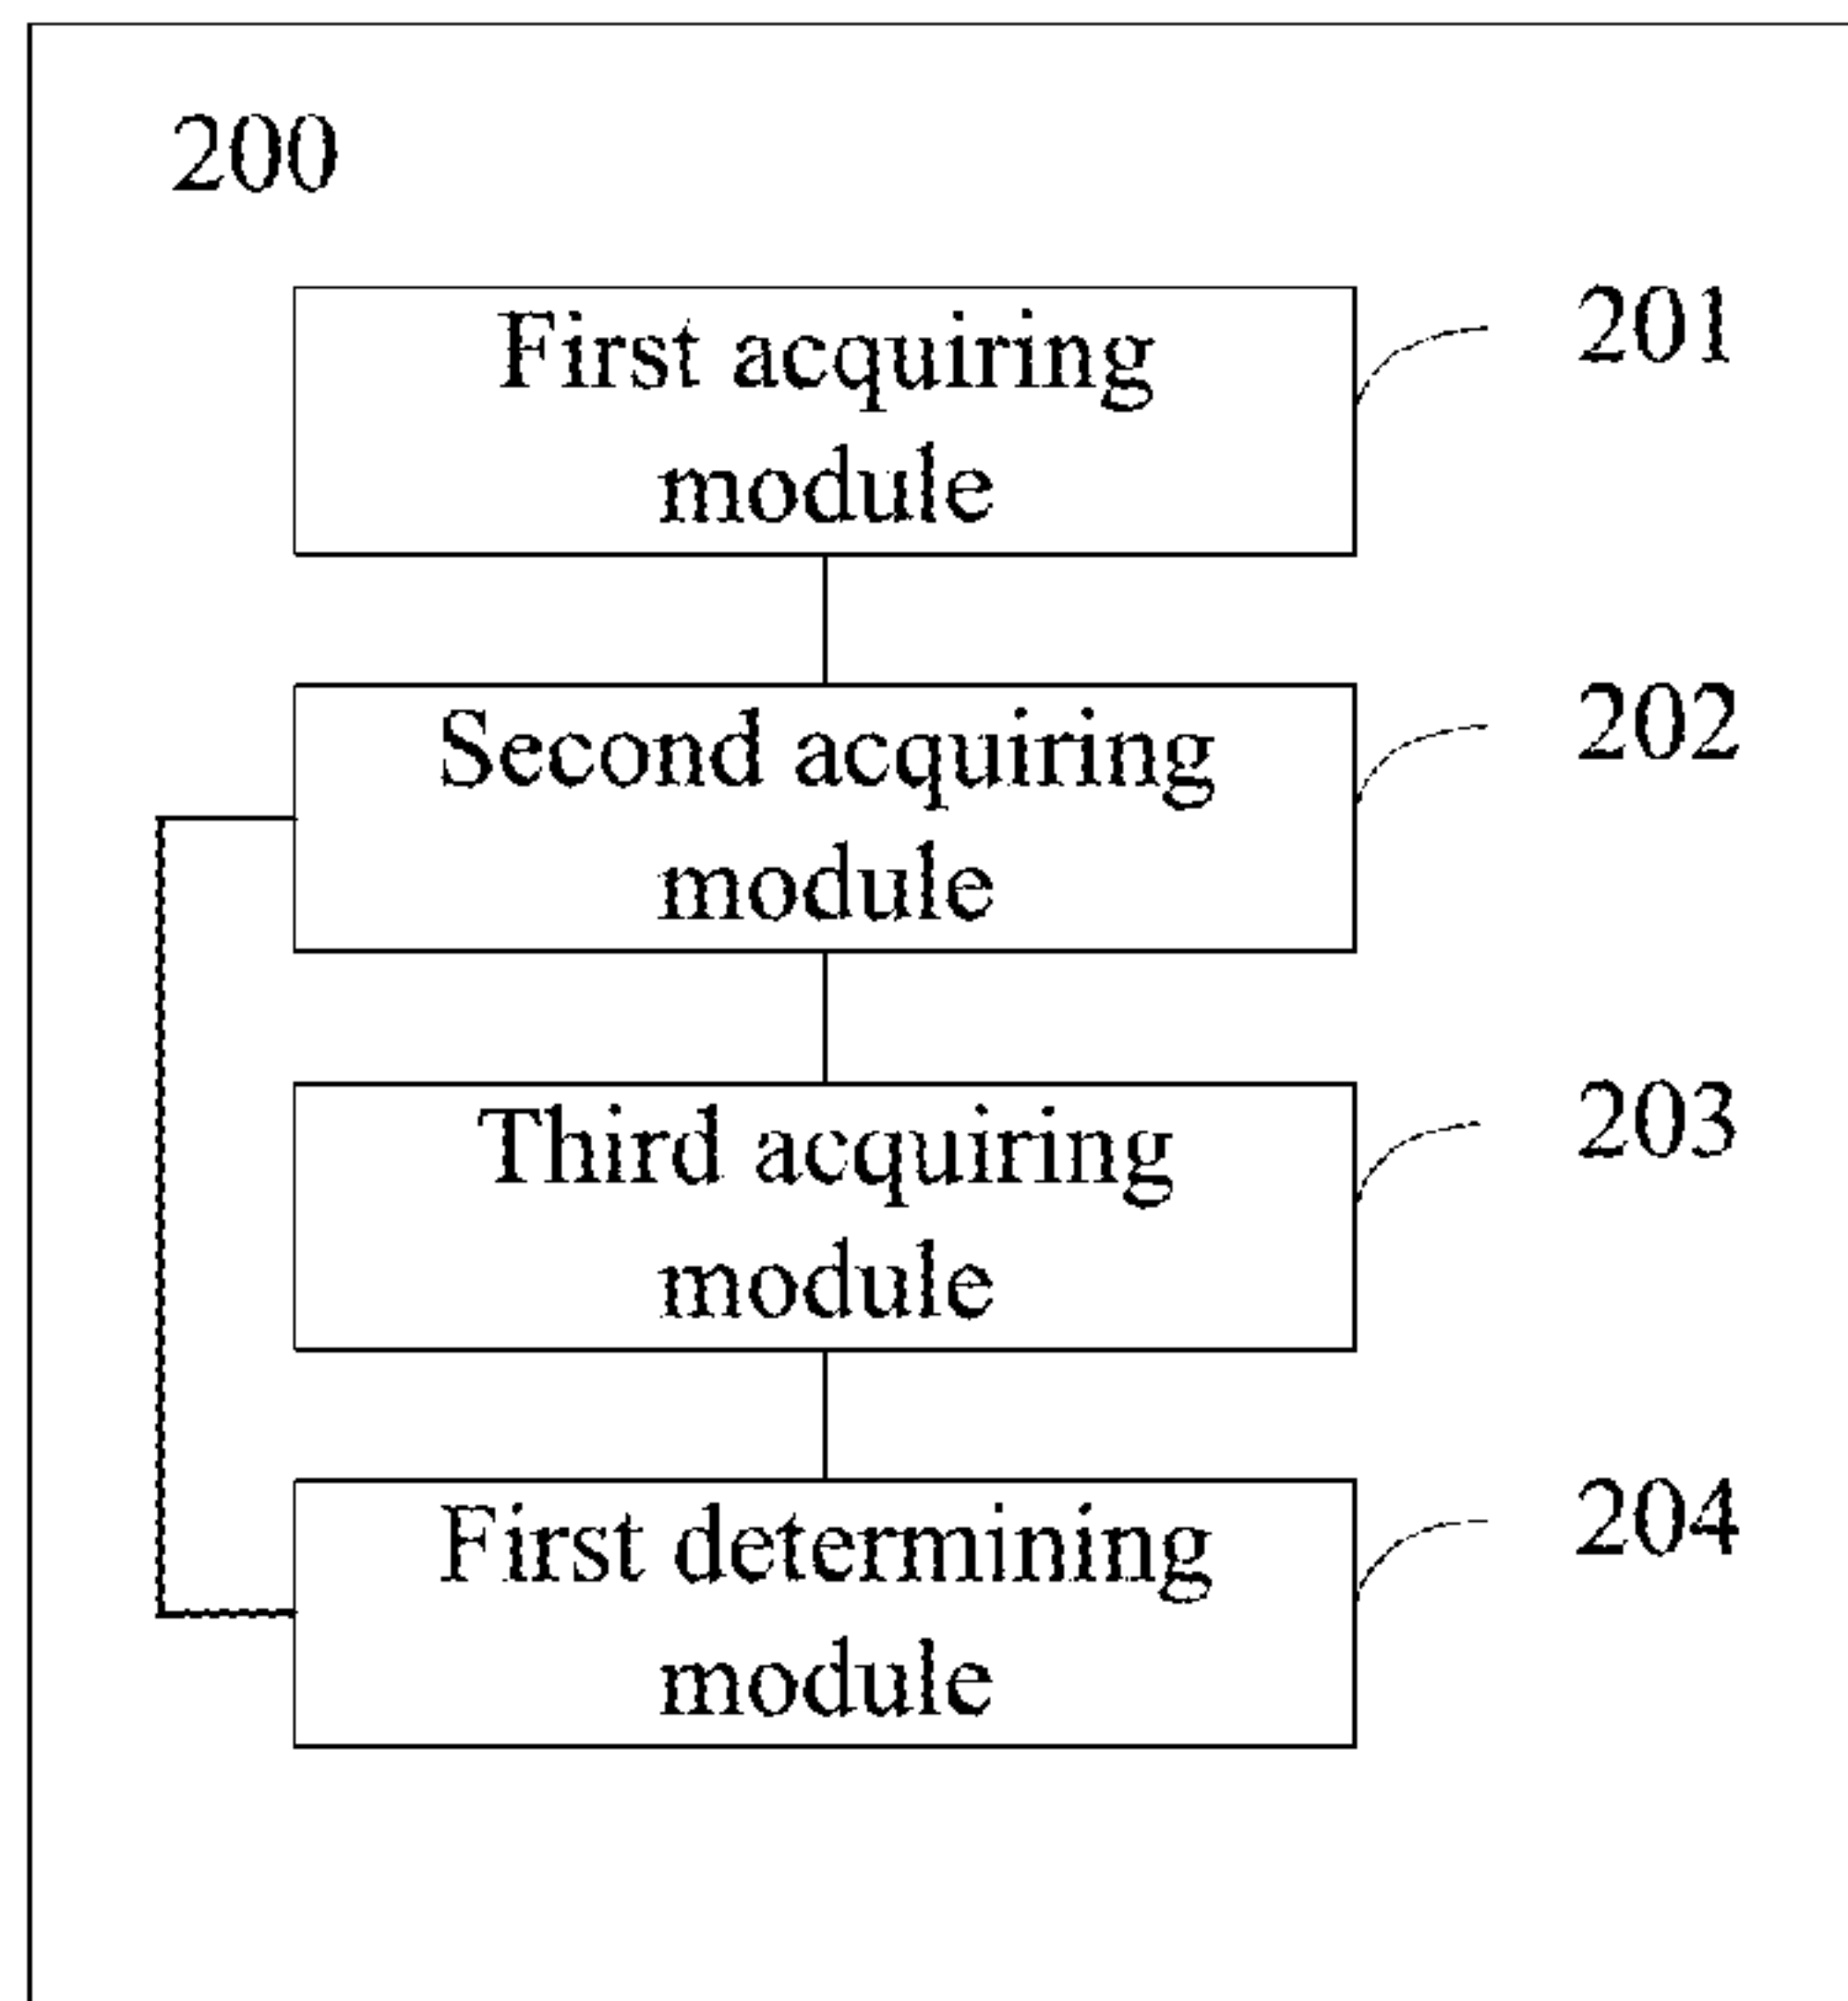 200
First acquiring
module
201
Second acquiring
module
202
Third acquiring
module
203
First determining
module
204